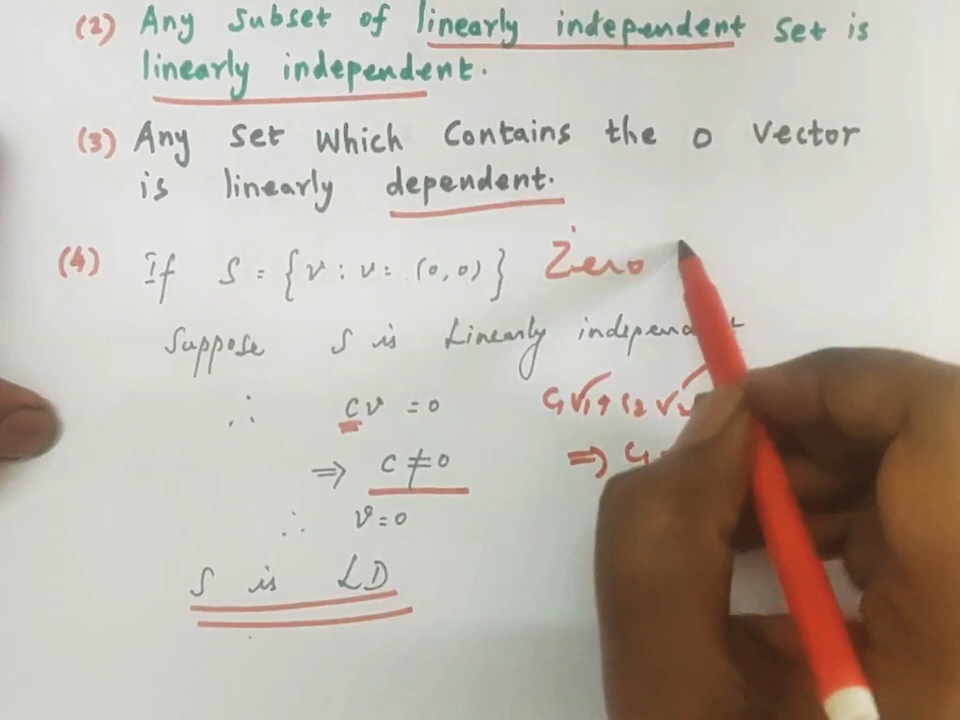 (2) Any subset of linearly independent set is
linearly independent.
(3) Any set which contains the 0 vector
is linearly dependent.
(4) If S = { v : v = (0,0) } Zero
Suppose S is Linearly
∴ cv = 0
⇒ c ≠ 0
∴ v = 0
S is LD